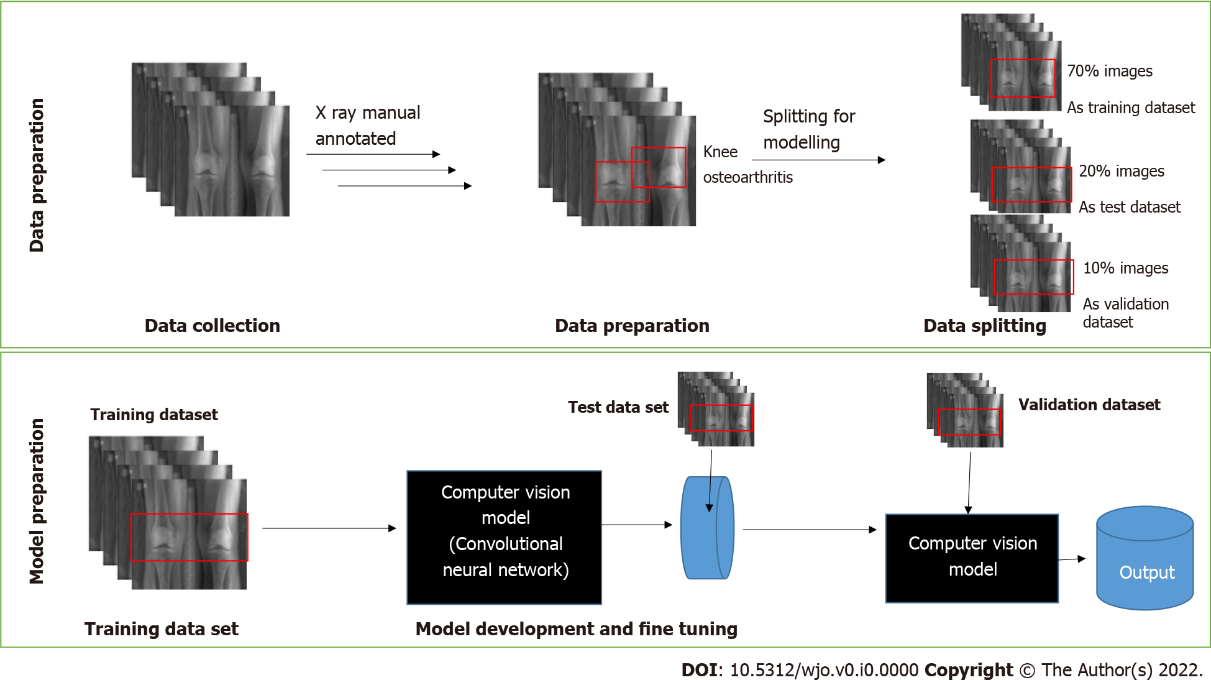 Data preparation
X ray manual
annotated
Knee
osteoarthritis
Splitting for
modelling
70% images
As training dataset
20% images
As test dataset
10% images
As validation
dataset
Data collection
Data preparation
Data splitting
Model preparation
Training dataset
Test data set
Validation dataset
Computer vision
model
(Convolutional
neural network)
Computer vision
model
Output
Training data set
Model development and fine tuning
DOI: 10.5312/wjo.v0.i0.0000 Copyright © The Author(s) 2022.